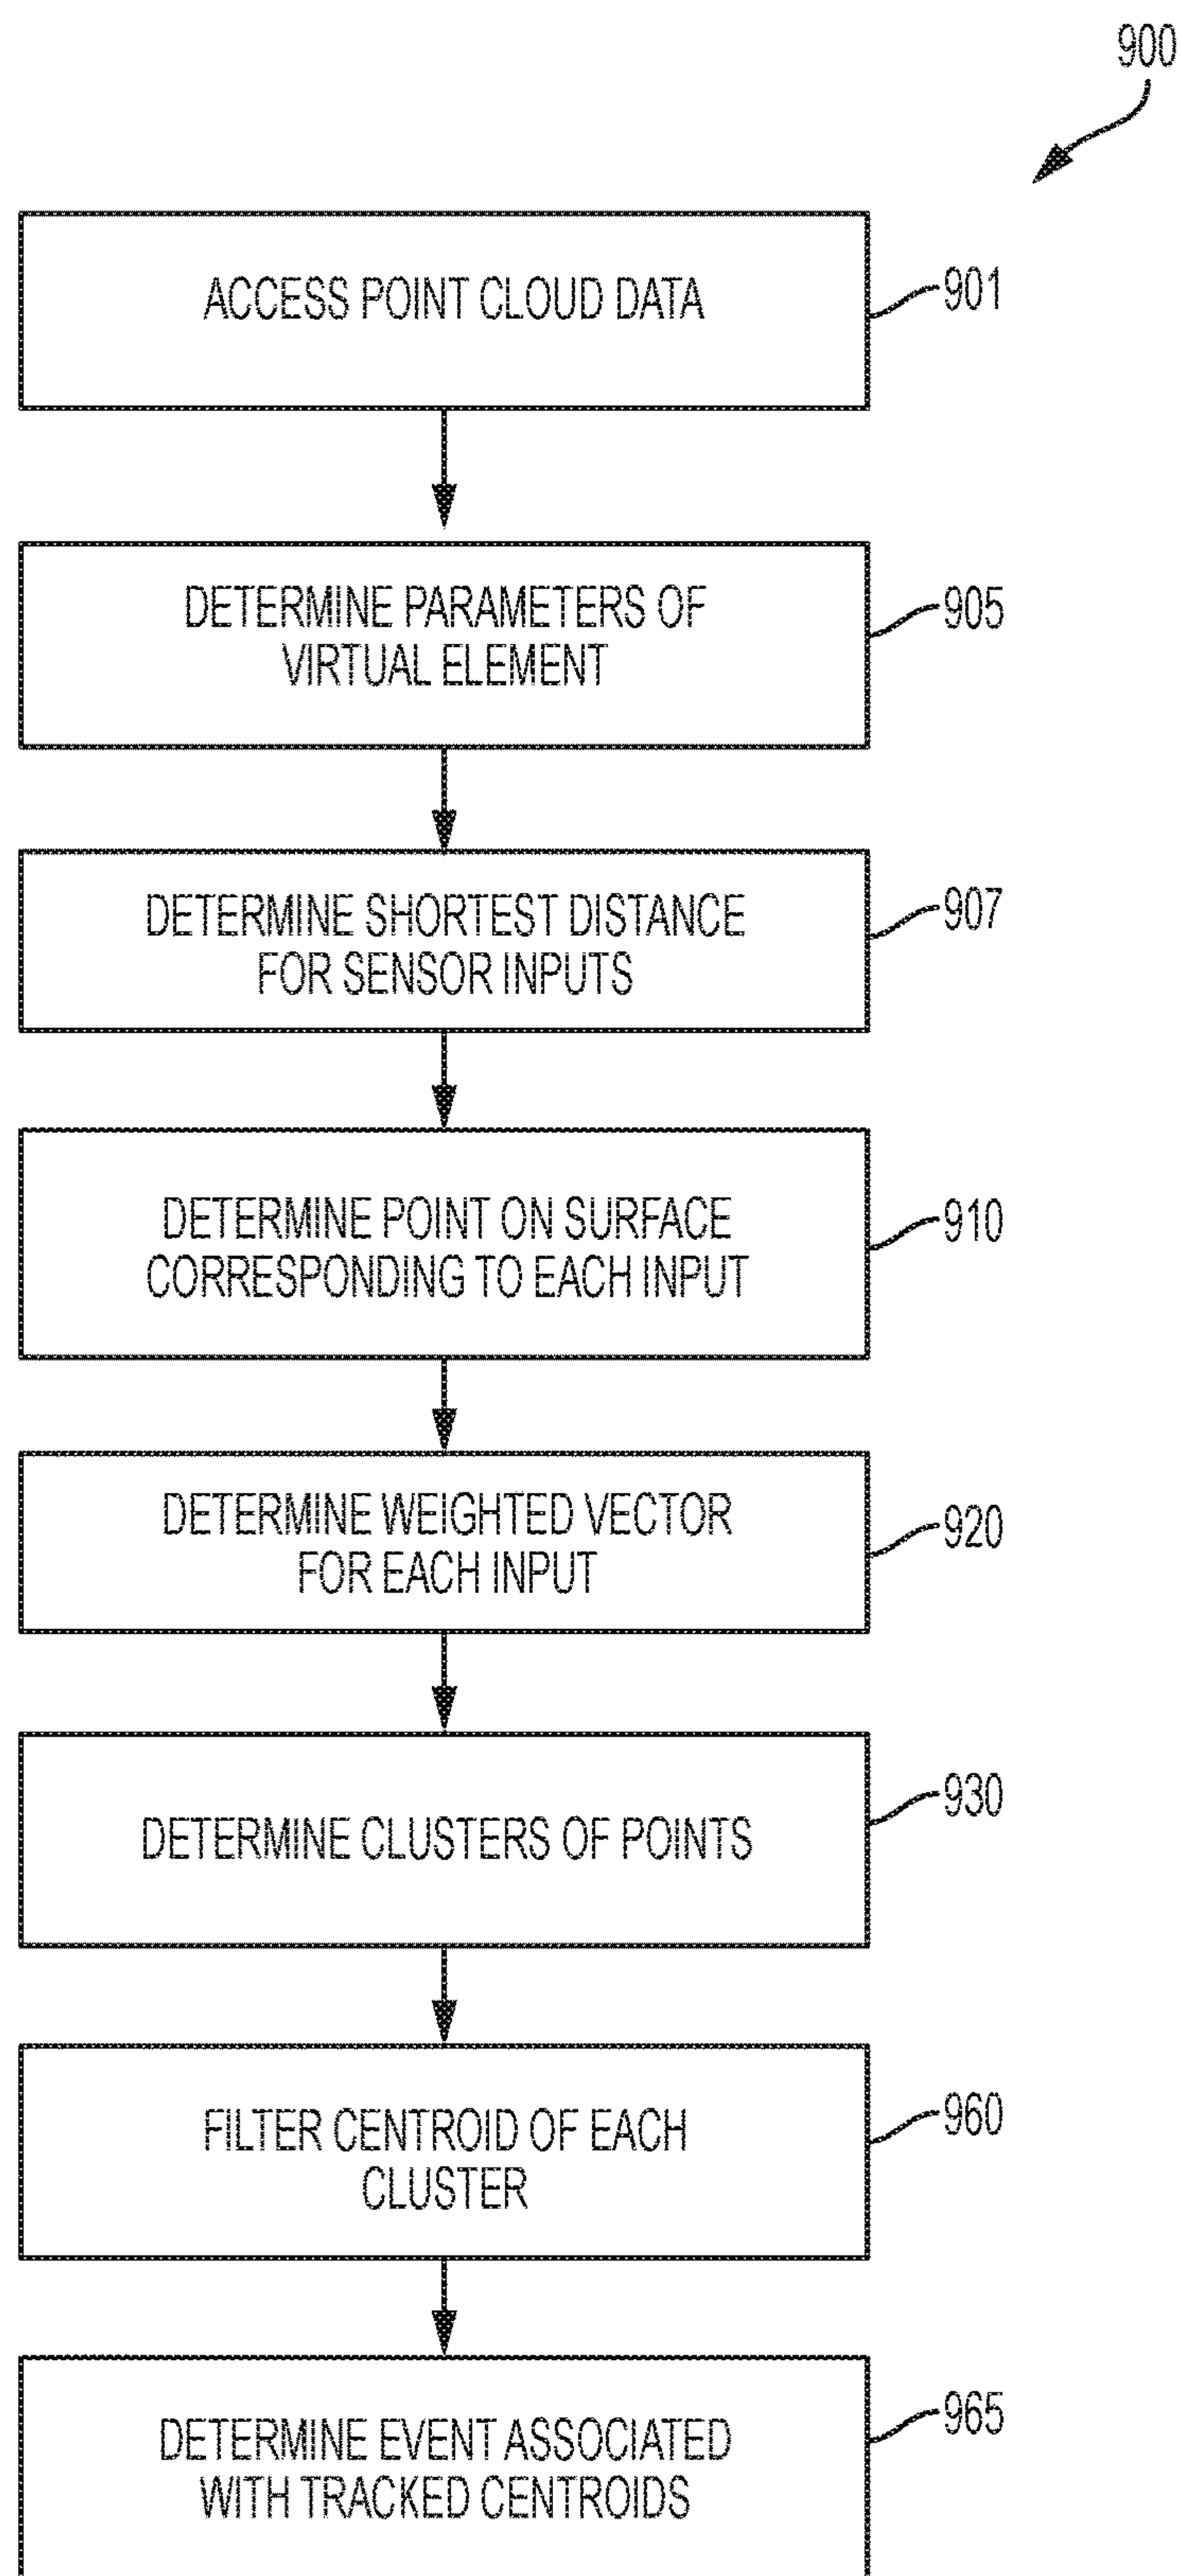 900
ACCESS POINT CLOUD DATA
901
DETERMINE PARAMETERS OF
VIRTUAL ELEMENT
905
DETERMINE SHORTEST DISTANCE
FOR SENSOR INPUTS
907
DETERMINE POINT ON SURFACE
CORRESPONDING TO EACH INPUT
910
DETERMINE WEIGHTED VECTOR
FOR EACH INPUT
920
DETERMINE CLUSTERS OF POINTS
930
FILTER CENTROID OF EACH
CLUSTER
960
DETERMINE EVENT ASSOCIATED
WITH TRACKED CENTROIDS
965